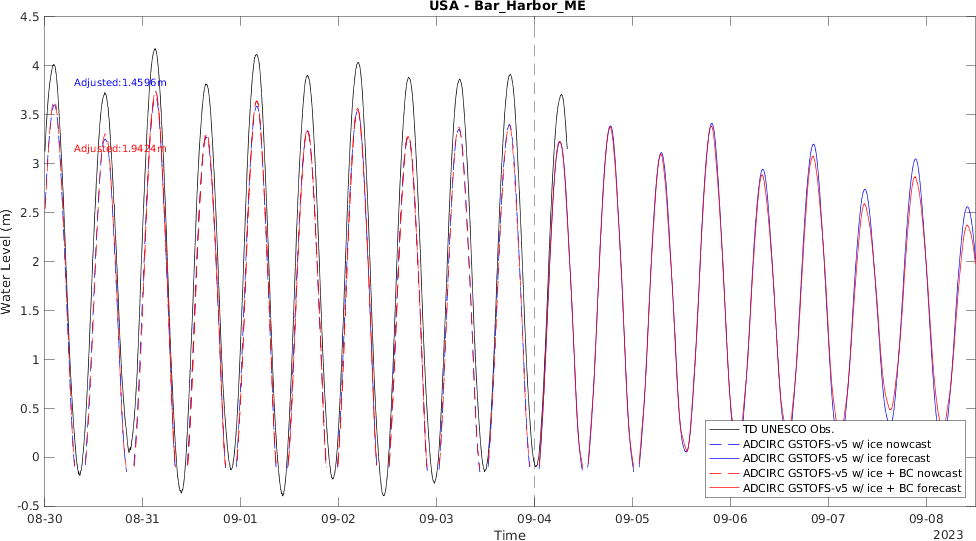 USA - Bar_Harbor_ME
4.5
4
3.5
3
2.5
2
1.5
1
0.5
0
-0.5
Water Level (m)
Adjusted:1.4596m
Adjusted:1.9424m
TD UNESCO Obs.
ADCIRC GSTOFS-v5 w/ ice nowcast
ADCIRC GSTOFS-v5 w/ ice forecast
ADCIRC GSTOFS-v5 w/ ice + BC nowcast
ADCIRC GSTOFS-v5 w/ ice + BC forecast
08-30 08-31 09-01 09-02 09-03 09-04 09-05 09-06 09-07 09-08
Time
2023